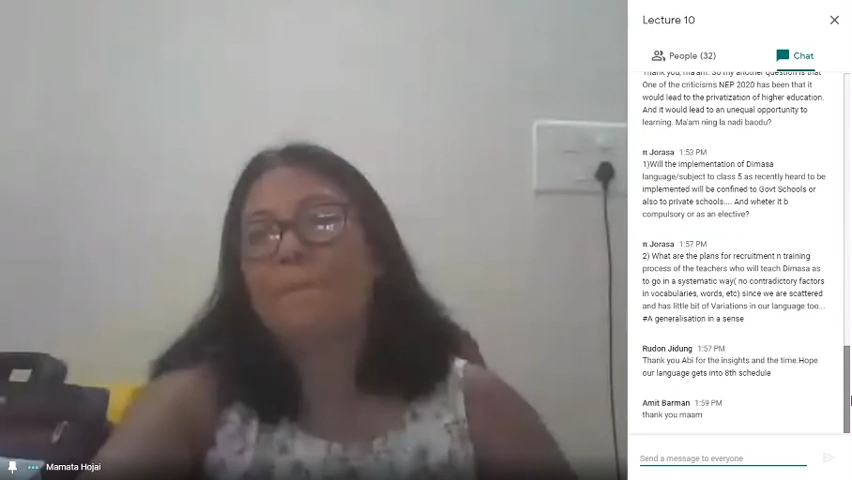 Lecture 10
People (32)
Chat
Thank you, ma'am. So my another question is that
One of the criticisms NEP 2020 has been that it
would lead to the privatization of higher education.
And it would lead to an unequal opportunity to
learning. Ma'am ning la nadi baodu?
π Jorasa 1:53 PM
1)Will the implementation of Dimasa
language/subject to class 5 as recently heard to be
implemented will be confined to Govt Schools or
also to private schools.... And wheter it b
compulsory or as an elective?
π Jorasa 1:57 PM
2) What are the plans for recruitment n training
process of the teachers who will teach Dimasa as
to go in a systematic way( no contradictory factors
in vocabularies, words, etc) since we are scattered
and has little bit of Variations in our language too...
#A generalisation in a sense
Rudon Jidung 1:57 PM
Thank you Abi for the insights and the time.Hope
our language gets into 8th schedule
Amit Barman 1:59 PM
thank you maam
Send a message to everyone
Mamata Hojai